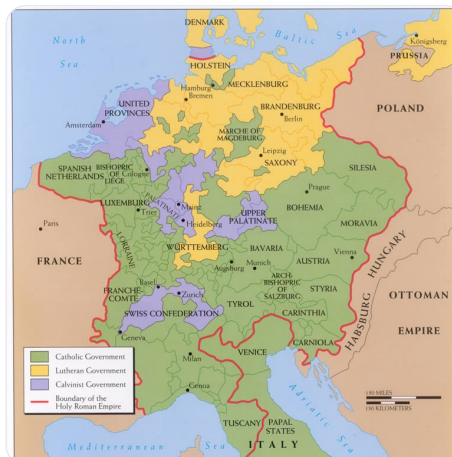 DENMARK
North
Sea
Baltic Sea
Königsberg
PRUSSIA
HOLSTEIN
Hamburg
MECKLENBURG
Bremen
UNITED
PROVINCES
BRANDENBURG
Berlin
POLAND
Amsterdam
MARCHE OF
MAGDEBURG
Leipzig
SAXONY
SPANISH
NETHERLANDS
BISHOPRIC
OF
LIEGE
Cologne
SILESIA
Prague
LUXEMBURG
Trier
PALATINATE
Mainz
Heidelberg
UPPER
PALATINATE
BOHEMIA
Paris
MORAVIA
FRANCE
LORRAINE
WÜRTTEMBERG
BAVARIA
Vienna
Augsburg
Munich
AUSTRIA
HABSBURG HUNGARY
FRANCHE-
COMTÉ
Basel
Zurich
ARCH-
BISHOPRIC
OF
SALZBURG
STYRIA
OTTOMAN
EMPIRE
SWISS CONFEDERATION
TYROL
CARINTHIA
Geneva
CARNIOLA
VENICE
Milan
Genoa
Catholic Government
Lutheran Government
Calvinist Government
Boundary of the
Holy Roman Empire
180 MILES
180 KILOMETERS
Adriatic Sea
TUSCANY
PAPAL
STATES
ITALY
Mediterranean Sea